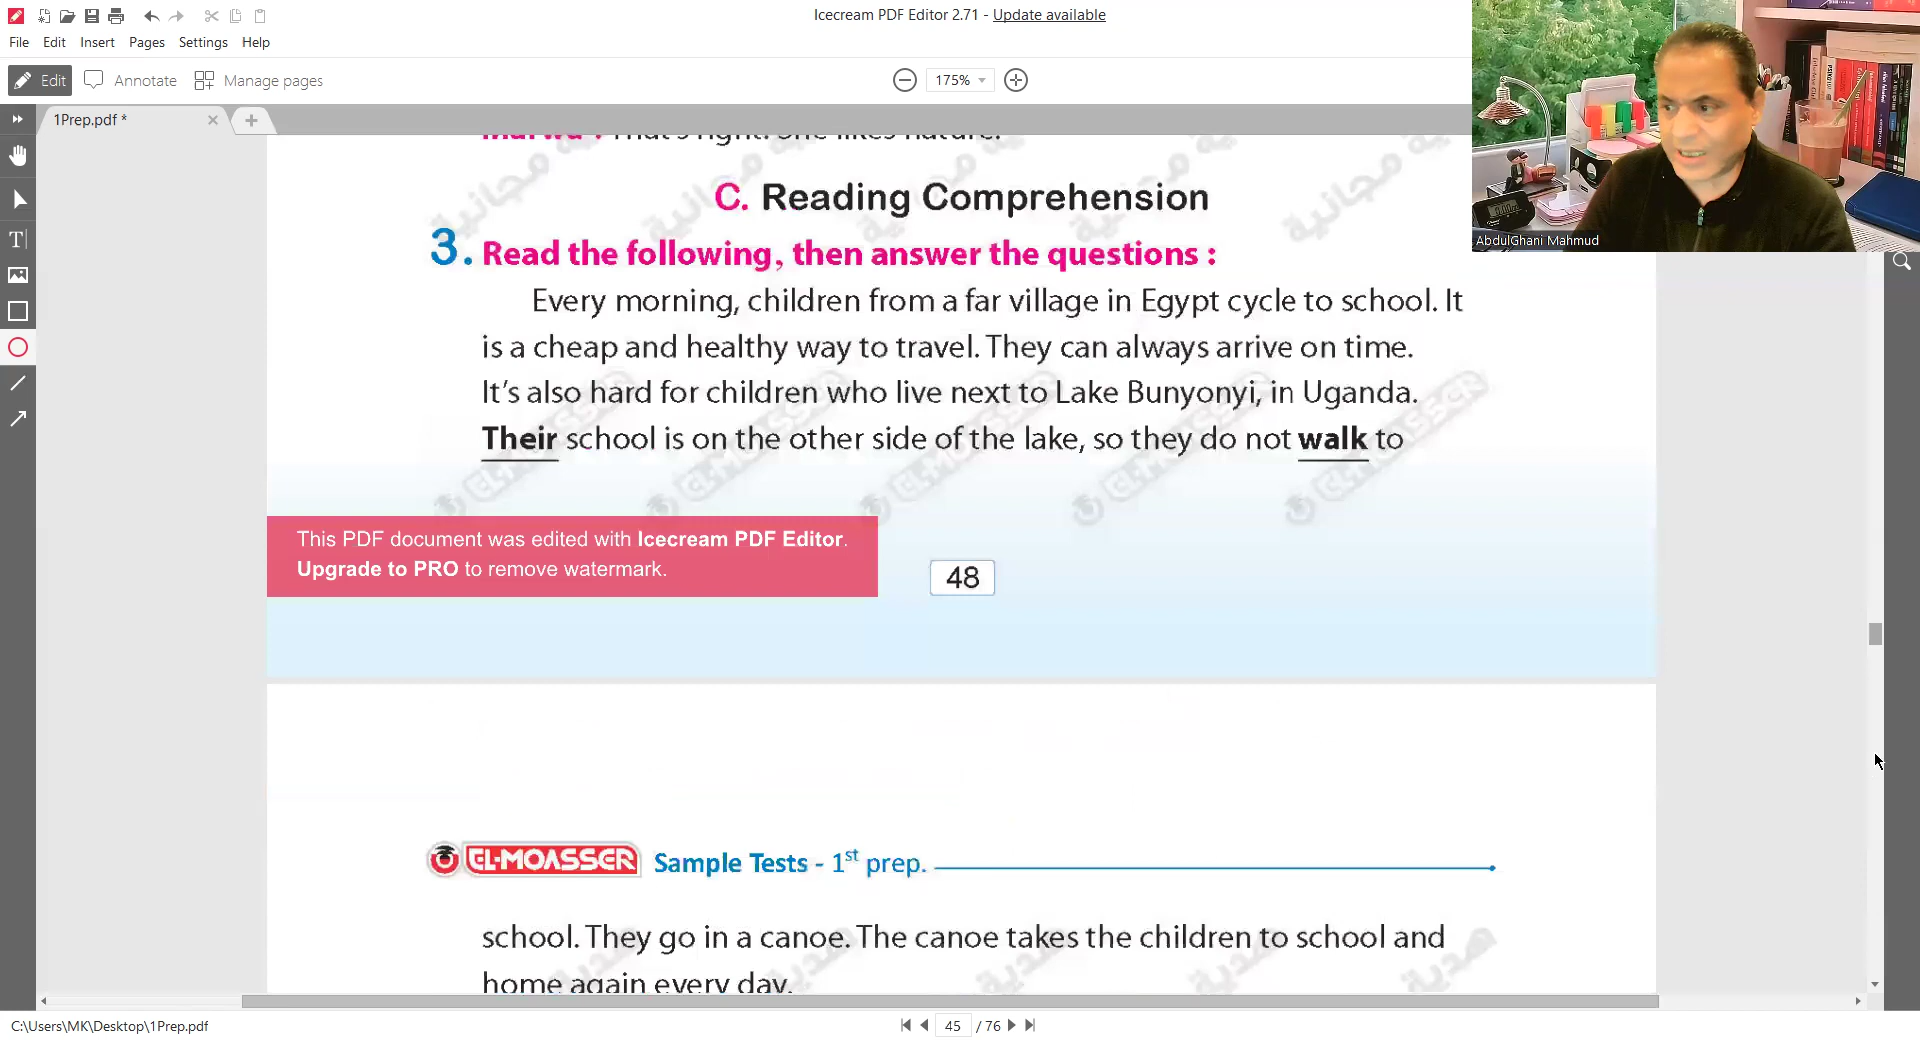 Icecream PDF Editor 2.71 - Update available
File Edit Insert Pages Settings Help
Edit Annotate Manage pages
175%
1Prep.pdf *
AbdulGhani Mahmud
That's right. She likes nature.
C. Reading Comprehension
3. Read the following, then answer the questions :
Every morning, children from a far village in Egypt cycle to school. It
is a cheap and healthy way to travel. They can always arrive on time.
It's also hard for children who live next to Lake Bunyonyi, in Uganda.
Their school is on the other side of the lake, so they do not walk to
This PDF document was edited with Icecream PDF Editor.
Upgrade to PRO to remove watermark.
48
EL-MOASSER Sample Tests - 1st prep.
school. They go in a canoe. The canoe takes the children to school and
home again every day.
C:\Users\MK\Desktop\1Prep.pdf
45 / 76